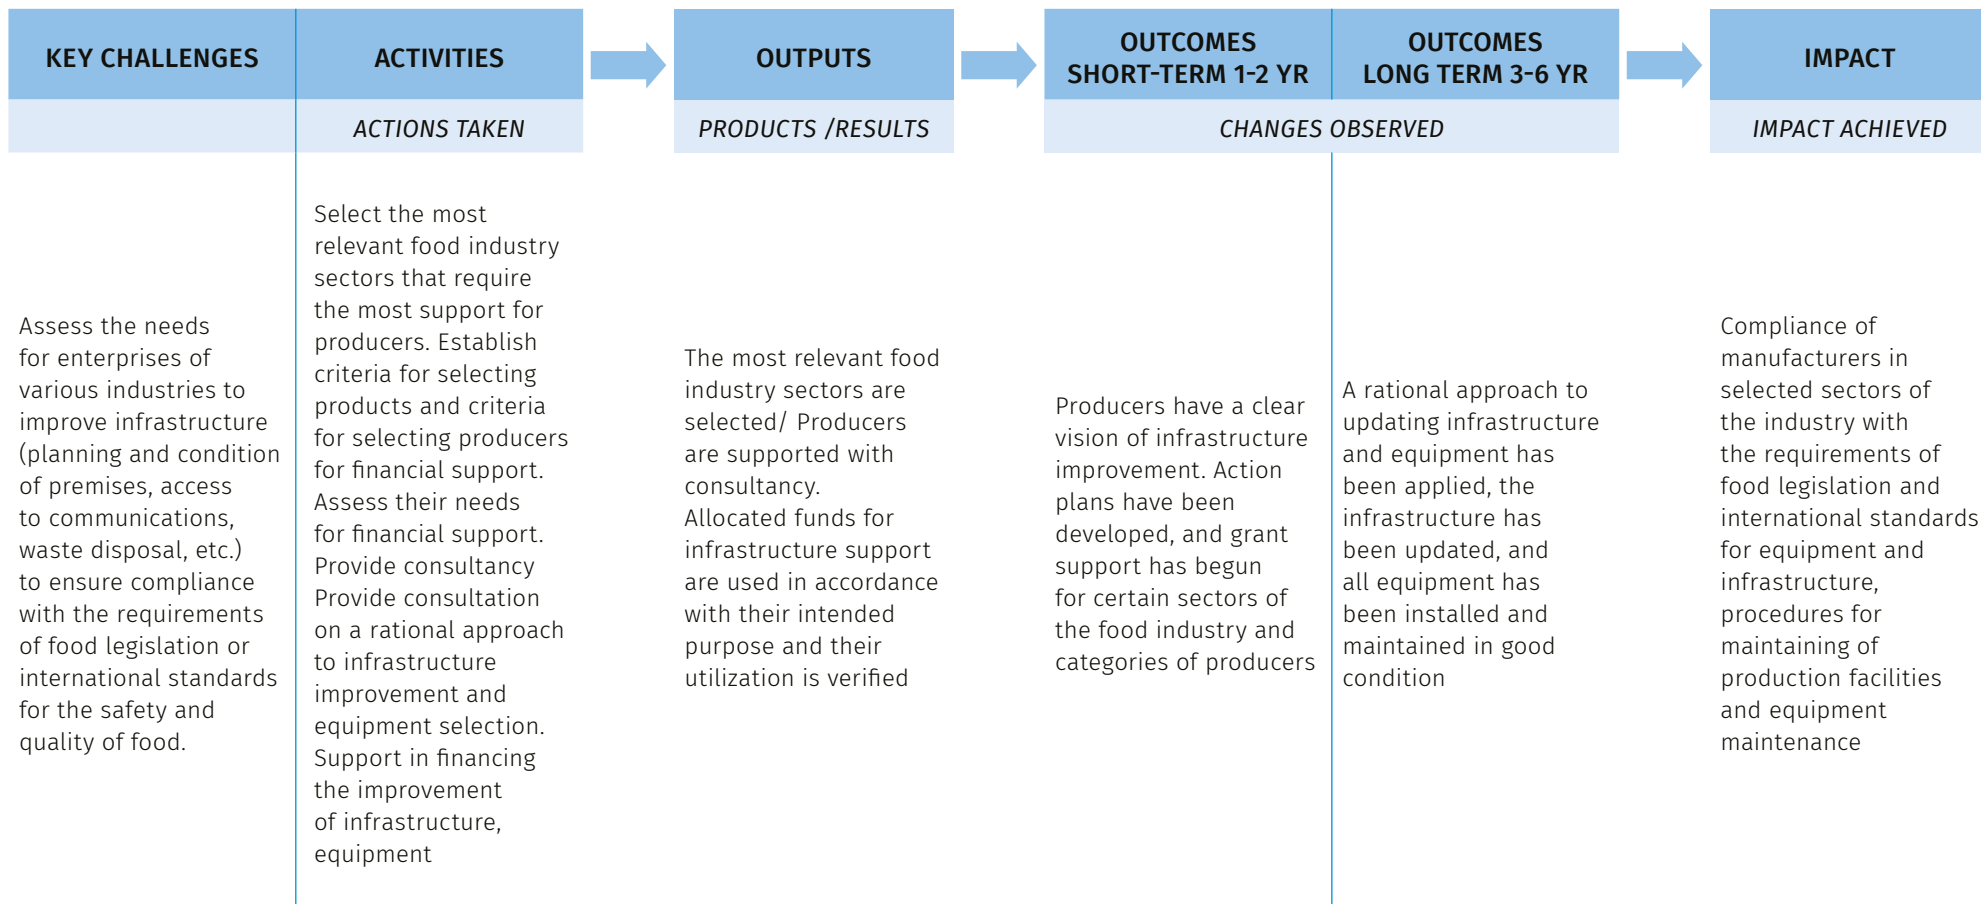 KEY CHALLENGES
ACTIVITIES
OUTPUTS
OUTCOMES
SHORT-TERM 1-2 YR
OUTCOMES
LONG TERM 3-6 YR
IMPACT
ACTIONS TAKEN
PRODUCTS /RESULTS
CHANGES OBSERVED
IMPACT ACHIEVED
Assess the needs
for enterprises of
various industries to
improve infrastructure
(planning and condition
of premises, access
to communications,
waste disposal, etc.)
to ensure compliance
with the requirements
of food legislation or
international standards
for the safety and
quality of food.
Select the most
relevant food industry
sectors that require
the most support for
producers. Establish
criteria for selecting
products and criteria
for selecting producers
for financial support.
Assess their needs
for financial support.
Provide consultancy
Provide consultation
on a rational approach
to infrastructure
improvement and
equipment selection.
Support in financing
the improvement
of infrastructure,
equipment
The most relevant food
industry sectors are
selected/ Producers
are supported with
consultancy.
Allocated funds for
infrastructure support
are used in accordance
with their intended
purpose and their
utilization is verified
Producers have a clear
vision of infrastructure
improvement. Action
plans have been
developed, and grant
support has begun
for certain sectors of
the food industry and
categories of producers
A rational approach to
updating infrastructure
and equipment has
been applied, the
infrastructure has
been updated, and
all equipment has
been installed and
maintained in good
condition
Compliance of
manufacturers in
selected sectors of
the industry with
the requirements of
food legislation and
international standards
for equipment and
infrastructure,
procedures for
maintaining of
production facilities
and equipment
maintenance